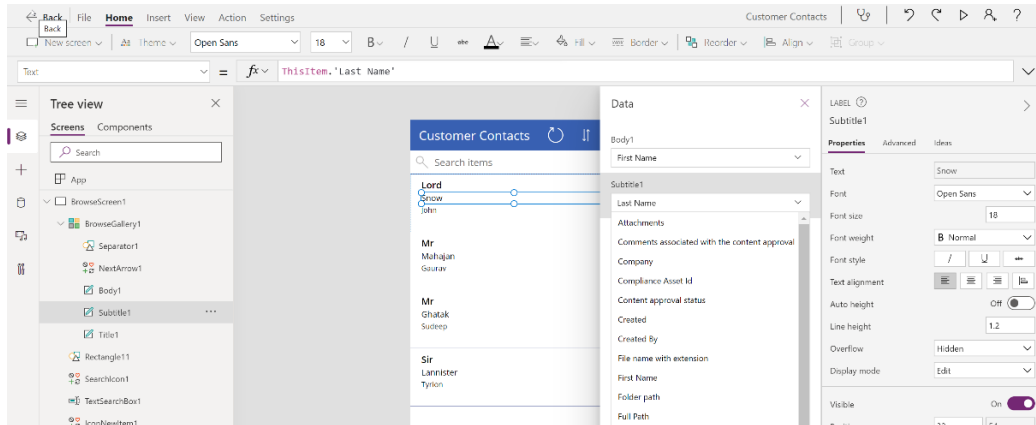 Back File Home Insert View Action Settings Customer Contacts ?
Back
New screen Theme Open Sans 18 B / U abc A Fill Border Reorder Align Group
Text = fx ThisItem.'Last Name'
Tree view
Screens Components
Search
App
BrowseScreen1
BrowseGallery1
Separator1
NextArrow1
Body1
Subtitle1 ...
Title1
Rectangle11
SearchIcon1
TextSearchBox1
IconNewItem1
Customer Contacts
Search items
Lord
Snow
John
Mr
Mahajan
Gaurav
Mr
Ghatak
Sudeep
Sir
Lannister
Tyrion
Data
Body1
First Name
Subtitle1
Last Name
Attachments
Comments associated with the content approval
Company
Compliance Asset Id
Content approval status
Created
Created By
File name with extension
First Name
Folder path
Full Path
LABEL ?
Subtitle1
Properties Advanced Ideas
Text Snow
Font Open Sans
Font size 18
Font weight B Normal
Font style / U abc
Text alignment
Auto height Off
Line height 1.2
Overflow Hidden
Display mode Edit
Visible On